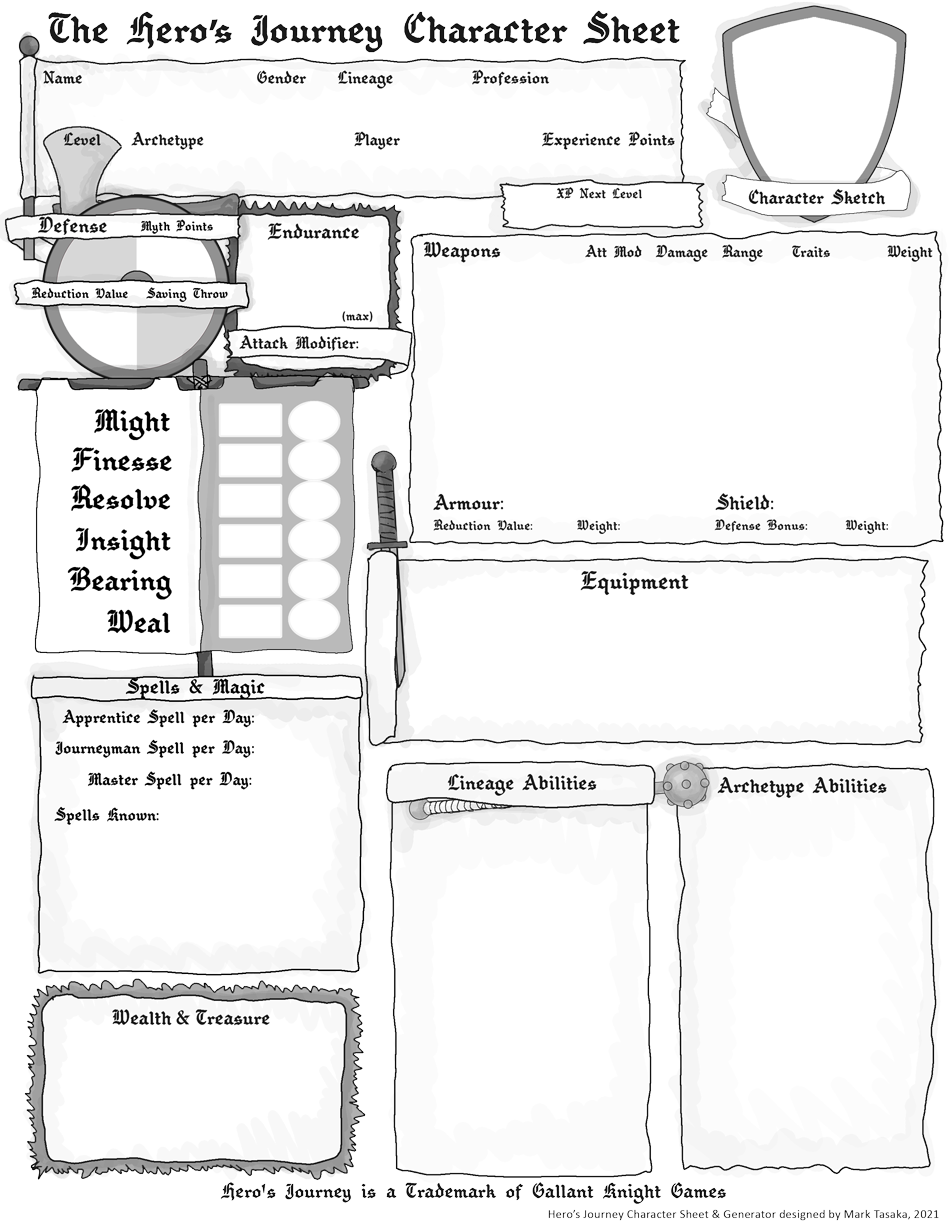 The Hero's Journey Character Sheet
Name Gender Lineage Profession
Level Archetype Player Experience Points
XP Next Level
Character Sketch
Defense Myth Points
Reduction Value Saving Throw
Endurance
(max)
Attack Modifier:
Weapons Att Mod Damage Range Traits Weight
Armour: Shield:
Reduction Value: Weight: Defense Bonus: Weight:
Might
Finesse
Resolve
Insight
Bearing
Weal
Equipment
Spells & Magic
Apprentice Spell per Day:
Journeyman Spell per Day:
Master Spell per Day:
Spells Known:
Lineage Abilities
Archetype Abilities
Wealth & Treasure
Hero's Journey is a Trademark of Gallant Knight Games
Hero's Journey Character Sheet & Generator designed by Mark Tasaka, 2021